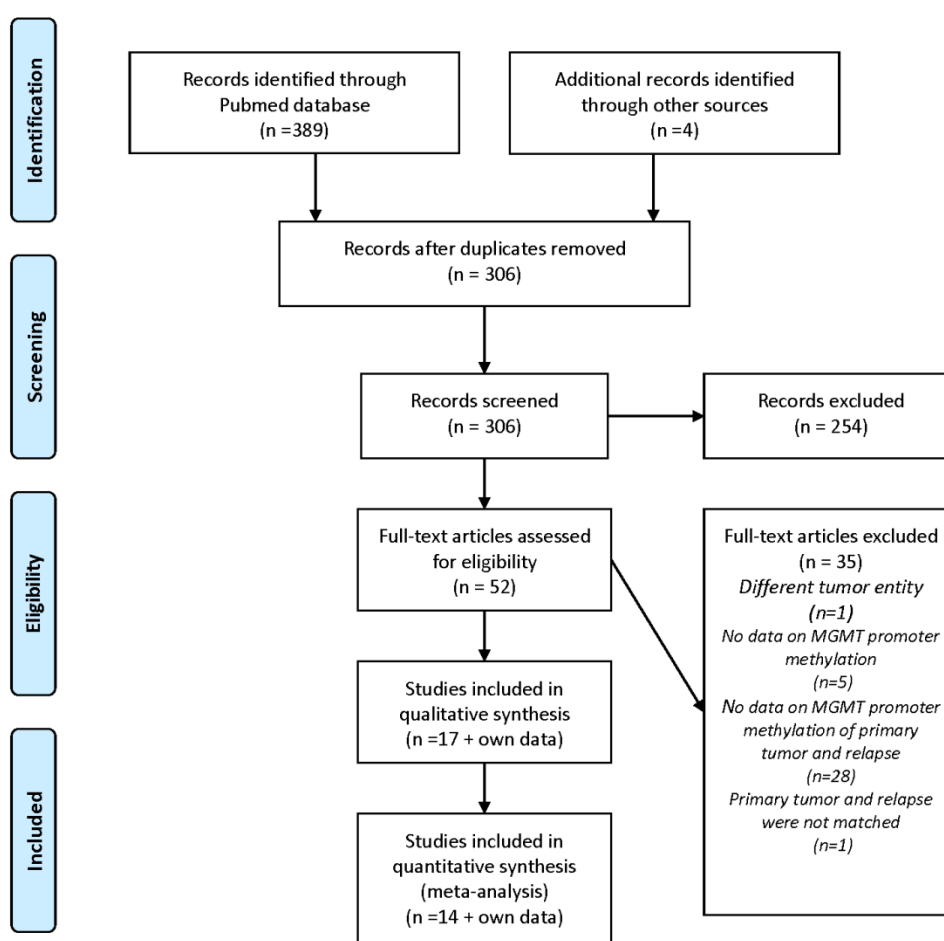 Identification
Records identified through
Pubmed database
(n =389)
Additional records identified
through other sources
(n =4)
Records after duplicates removed
(n = 306)
Screening
Records screened
(n = 306)
Records excluded
(n = 254)
Eligibility
Full-text articles assessed
for eligibility
(n = 52)
Full-text articles excluded
(n = 35)
Different tumor entity
(n=1)
No data on MGMT promoter
methylation
(n=5)
No data on MGMT promoter
methylation of primary
tumor and relapse
(n=28)
Primary tumor and relapse
were not matched
(n=1)
Studies included in
qualitative synthesis
(n =17 + own data)
Included
Studies included in
quantitative synthesis
(meta-analysis)
(n =14 + own data)